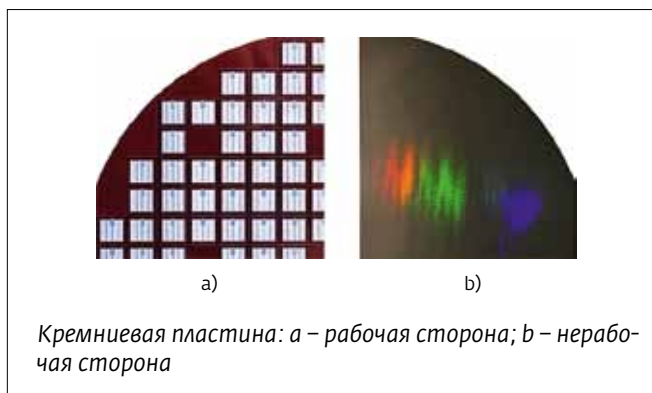 a)
b)
Кремниевая пластина: a – рабочая сторона; b – нерабо-
чая сторона